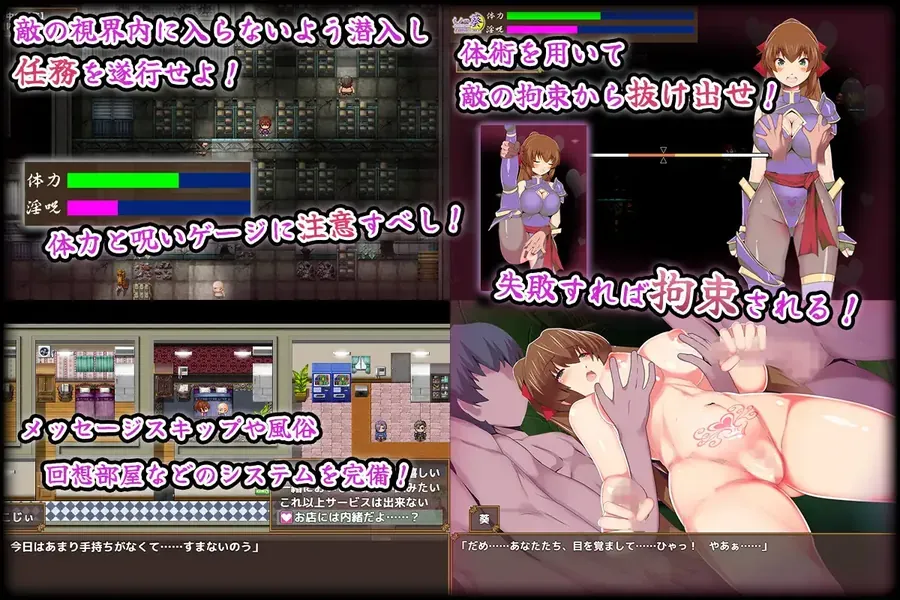 敵の視界内に入らないよう潜入し
任務を遂行せよ！
体力
淫呪
体力と呪いゲージに注意すべし！
葵
体力
淫呪
体術を用いて
敵の拘束から抜け出せ！
失敗すれば拘束される！
メッセージスキップや風俗
回想部屋などのシステムを完備！
これ以上サービスは出来ない
お店には内緒だよ……？
こじい
今日はあまり手持ちがなくて……すまないのう」
葵
「だめ……あなたたち、目を覚まして……ひゃっ！　やあぁ……」